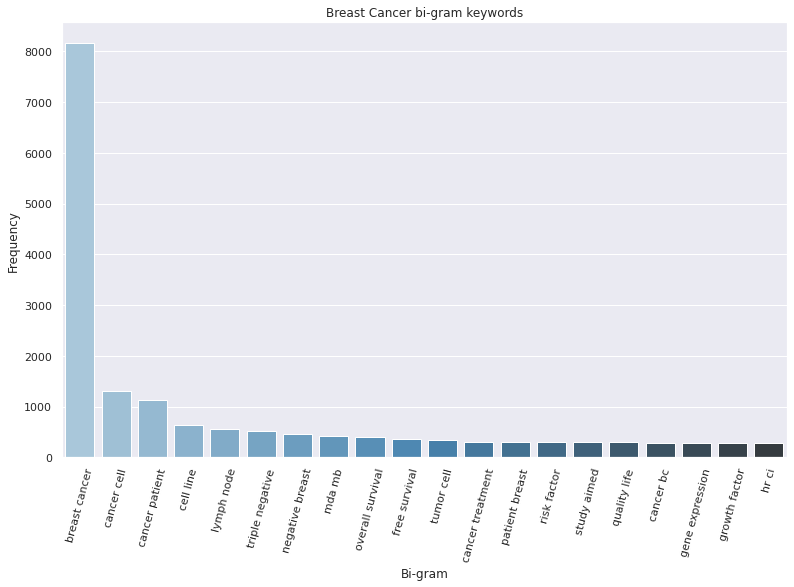 Breast Cancer bi-gram keywords
Frequency
8000
7000
6000
5000
4000
3000
2000
1000
0
breast cancer
cancer cell
cancer patient
cell line
lymph node
triple negative
negative breast
mda mb
overall survival
free survival
tumor cell
cancer treatment
patient breast
risk factor
study aimed
quality life
cancer bc
gene expression
growth factor
hr ci
Bi-gram